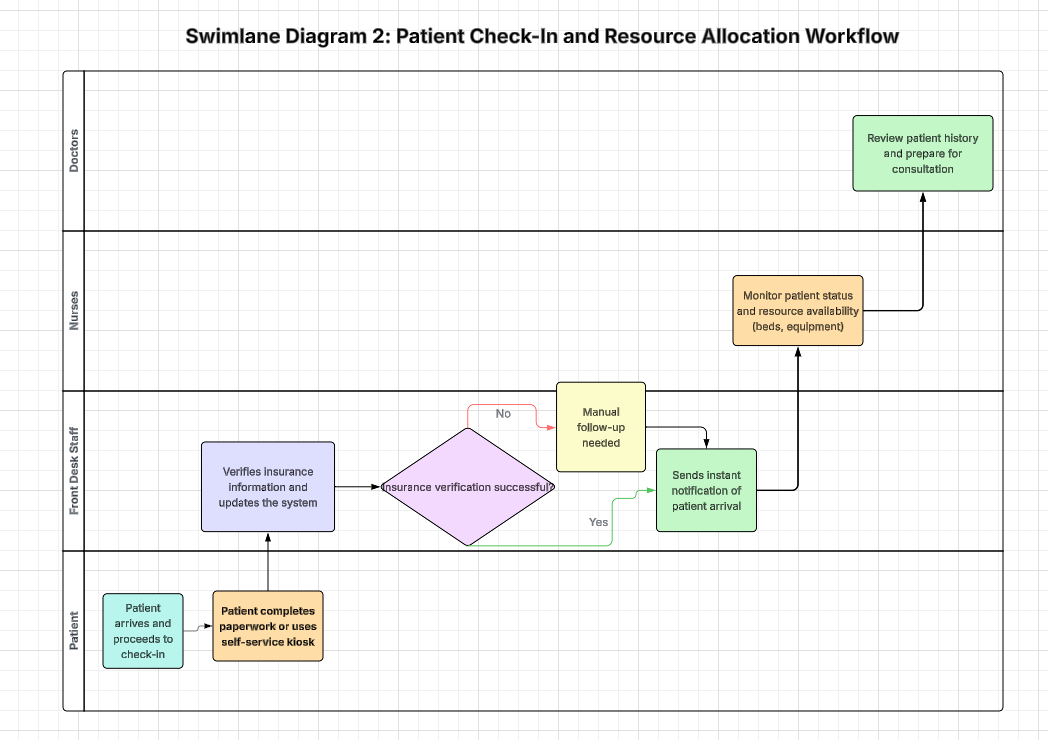 Swimlane Diagram 2: Patient Check-In and Resource Allocation Workflow
Doctors
Review patient history
and prepare for
consultation
Nurses
Monitor patient status
and resource availability
(beds, equipment)
Front Desk Staff
Verifies insurance
information and
updates the system
Insurance verification successful?
No
Yes
Manual
follow-up
needed
Sends instant
notification of
patient arrival
Patient
Patient
arrives and
proceeds to
check-in
Patient completes
paperwork or uses
self-service kiosk